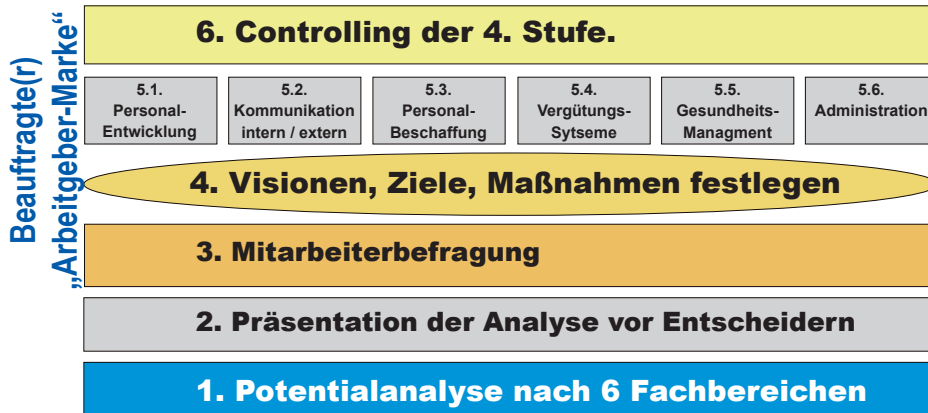 Beauftragte(r)
„Arbeitgeber-Marke“
6. Controlling der 4. Stufe.
5.1.
Personal-
Entwicklung
5.2.
Kommunikation
intern / extern
5.3.
Personal-
Beschaffung
5.4.
Vergütungs-
Sytseme
5.5.
Gesundheits-
Managment
5.6.
Administration
4. Visionen, Ziele, Maßnahmen festlegen
3. Mitarbeiterbefragung
2. Präsentation der Analyse vor Entscheidern
1. Potentialanalyse nach 6 Fachbereichen